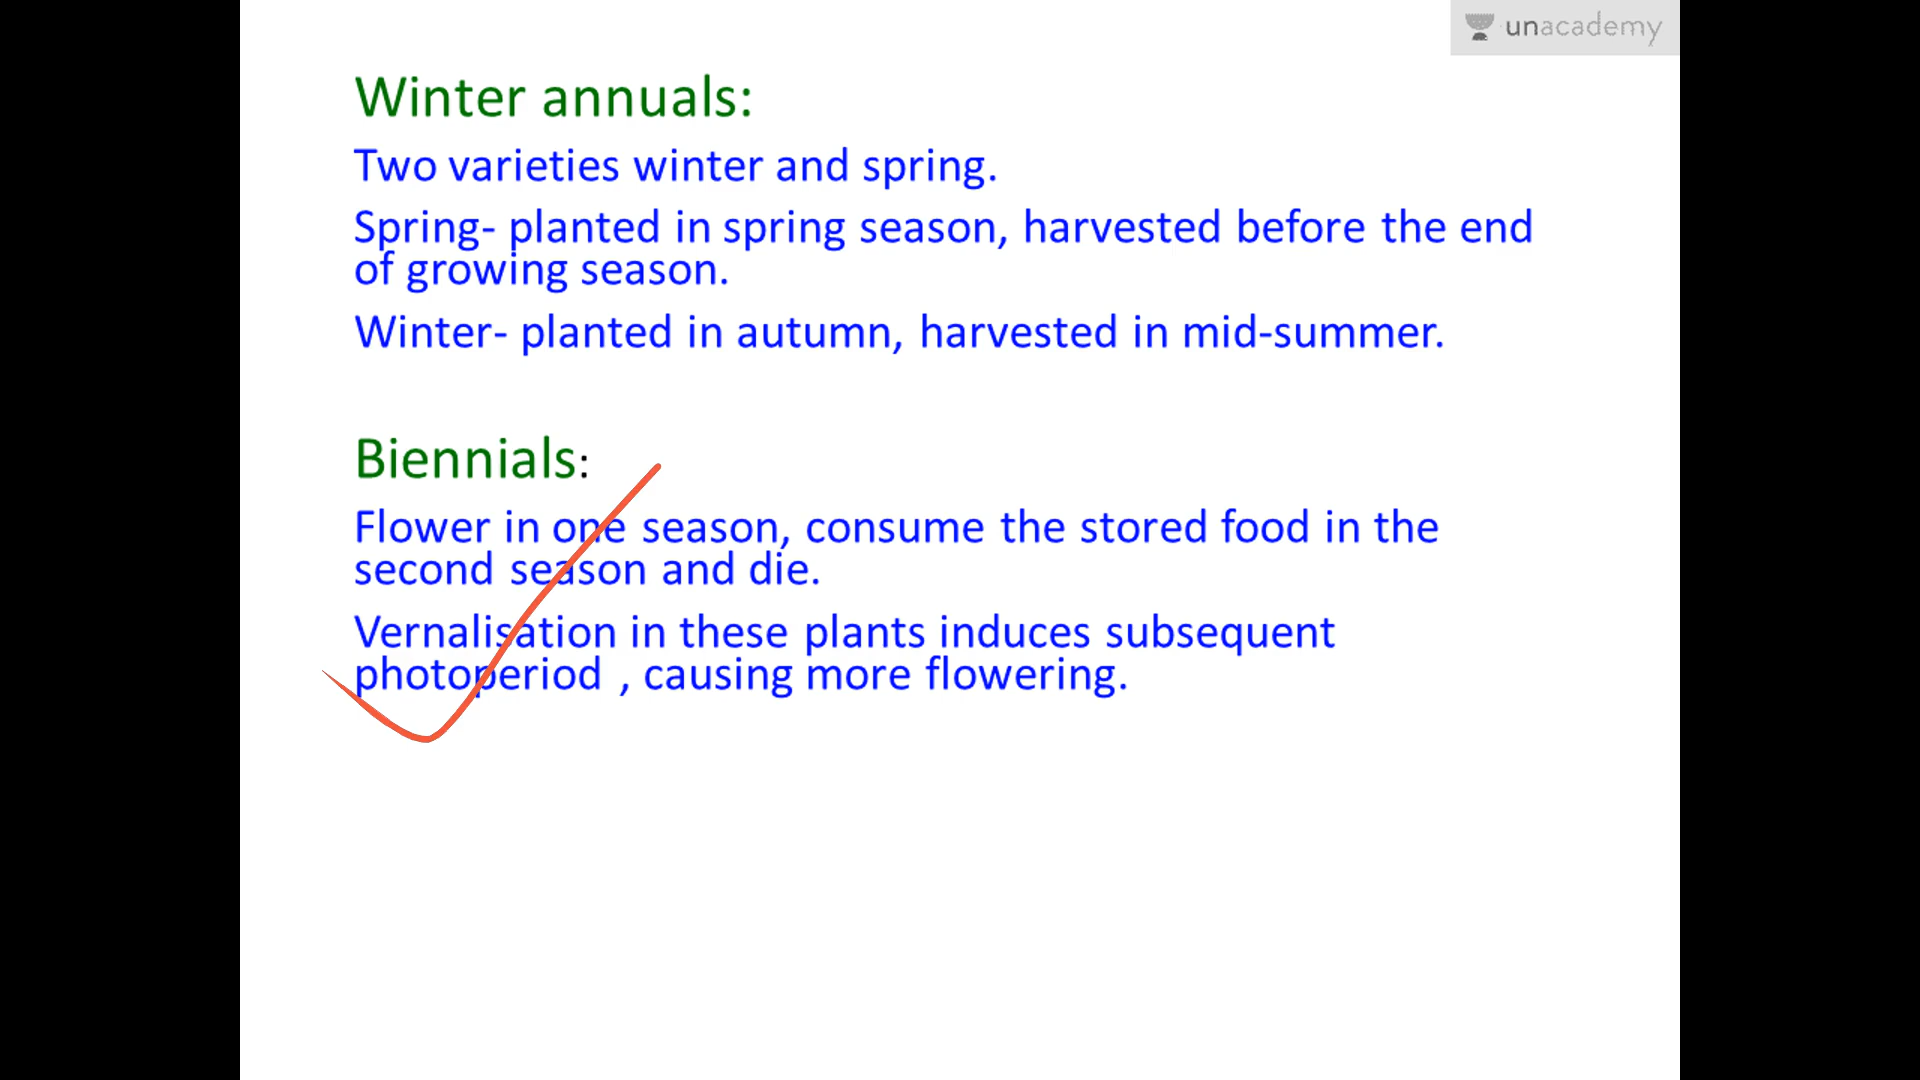 unacademy
Winter annuals:
Two varieties winter and spring.
Spring- planted in spring season, harvested before the end
of growing season.
Winter- planted in autumn, harvested in mid-summer.
Biennials:
Flower in one season, consume the stored food in the
second season and die.
Vernalisation in these plants induces subsequent
photoperiod , causing more flowering.